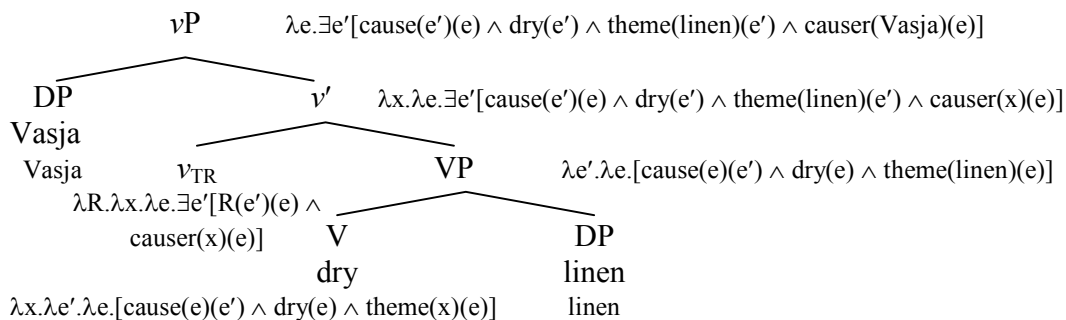 vP λe.∃e′[cause(e′)(e) ∧ dry(e′) ∧ theme(linen)(e′) ∧ causer(Vasja)(e)]
DP v′ λx.λe.∃e′[cause(e′)(e) ∧ dry(e′) ∧ theme(linen)(e′) ∧ causer(x)(e)]
Vasja
Vasja vTR VP λe′.λe.[cause(e)(e′) ∧ dry(e) ∧ theme(linen)(e)]
λR.λx.λe.∃e′[R(e′)(e) ∧
causer(x)(e)] V DP
dry linen
λx.λe′.λe.[cause(e)(e′) ∧ dry(e) ∧ theme(x)(e)] linen